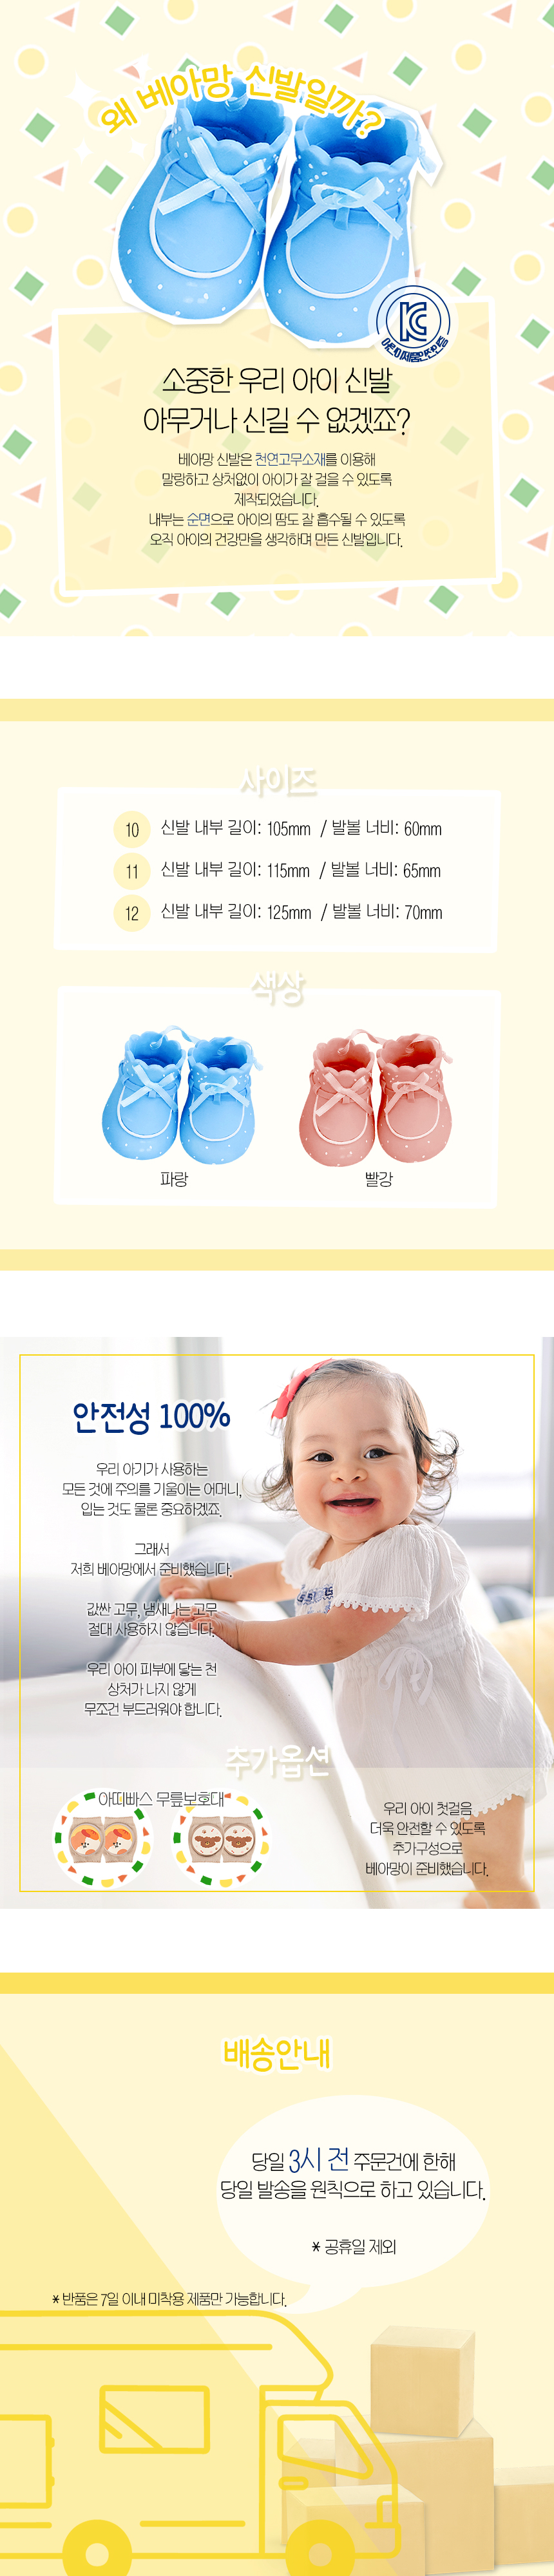 왜 베아망 신발일까?
KC
어린이제품안전인증
소중한 우리 아이 신발
아무거나 신길 수 없겠죠?
베아망 신발은 천연고무소재를 이용해
말랑하고 상처없이 아이가 잘 걸을 수 있도록
제작되었습니다.
내부는 순면으로 아이의 땀도 잘 흡수될 수 있도록
오직 아이의 건강만을 생각하며 만든 신발입니다.
사이즈
10 신발 내부 길이: 105mm / 발볼 너비: 60mm
11 신발 내부 길이: 115mm / 발볼 너비: 65mm
12 신발 내부 길이: 125mm / 발볼 너비: 70mm
색상
파랑 빨강
안전성 100%
우리 아기가 사용하는
모든 것에 주의를 기울이는 어머니,
입는 것도 물론 중요하겠죠.
그래서
저희 베아망에서 준비했습니다.
값싼 고무, 냄새나는 고무
절대 사용하지 않습니다.
우리 아이 피부에 닿는 천
상처가 나지 않게
무조건 부드러워야 합니다.
추가옵션
아띠빠스 무릎보호대
우리 아이 첫걸음
더욱 안전할 수 있도록
추가구성으로
베아망이 준비했습니다.
배송안내
당일 3시 전 주문건에 한해
당일 발송을 원칙으로 하고 있습니다.
* 공휴일 제외
* 반품은 7일 이내 미착용 제품만 가능합니다.